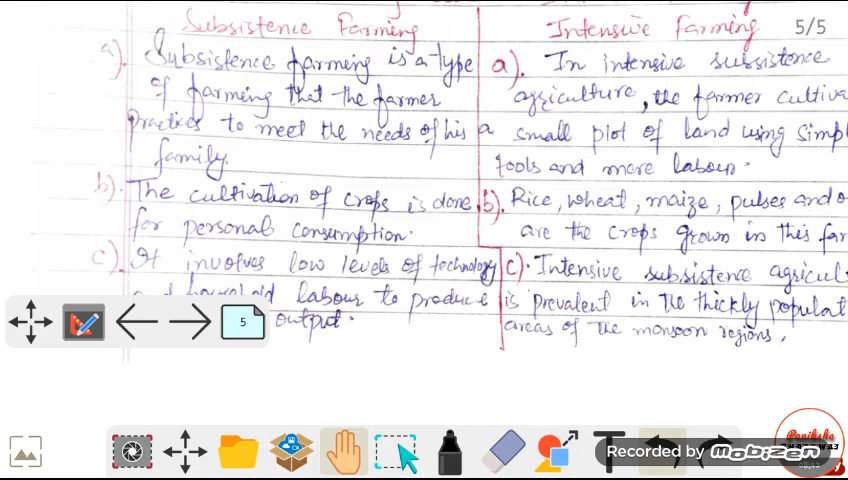 Subsistence Farming
a). Subsistence farming is a type
of farming that the farmer
practices to meet the needs of his
family.
b). The cultivation of crops is done
for personal consumption.
c). It involves low levels of technology
labour to produce
output.
Intensive Farming
a). In intensive subsistence
agriculture, the farmer cultiva
a small plot of land using simpl
tools and more labour.
b). Rice, wheat, maize, pulses and o
are the crops grown in this far
c). Intensive subsistence agricul
is prevalent in the thickly populat
areas of the monsoon regions.
5/5
5
Recorded by mobizen
Paniksha